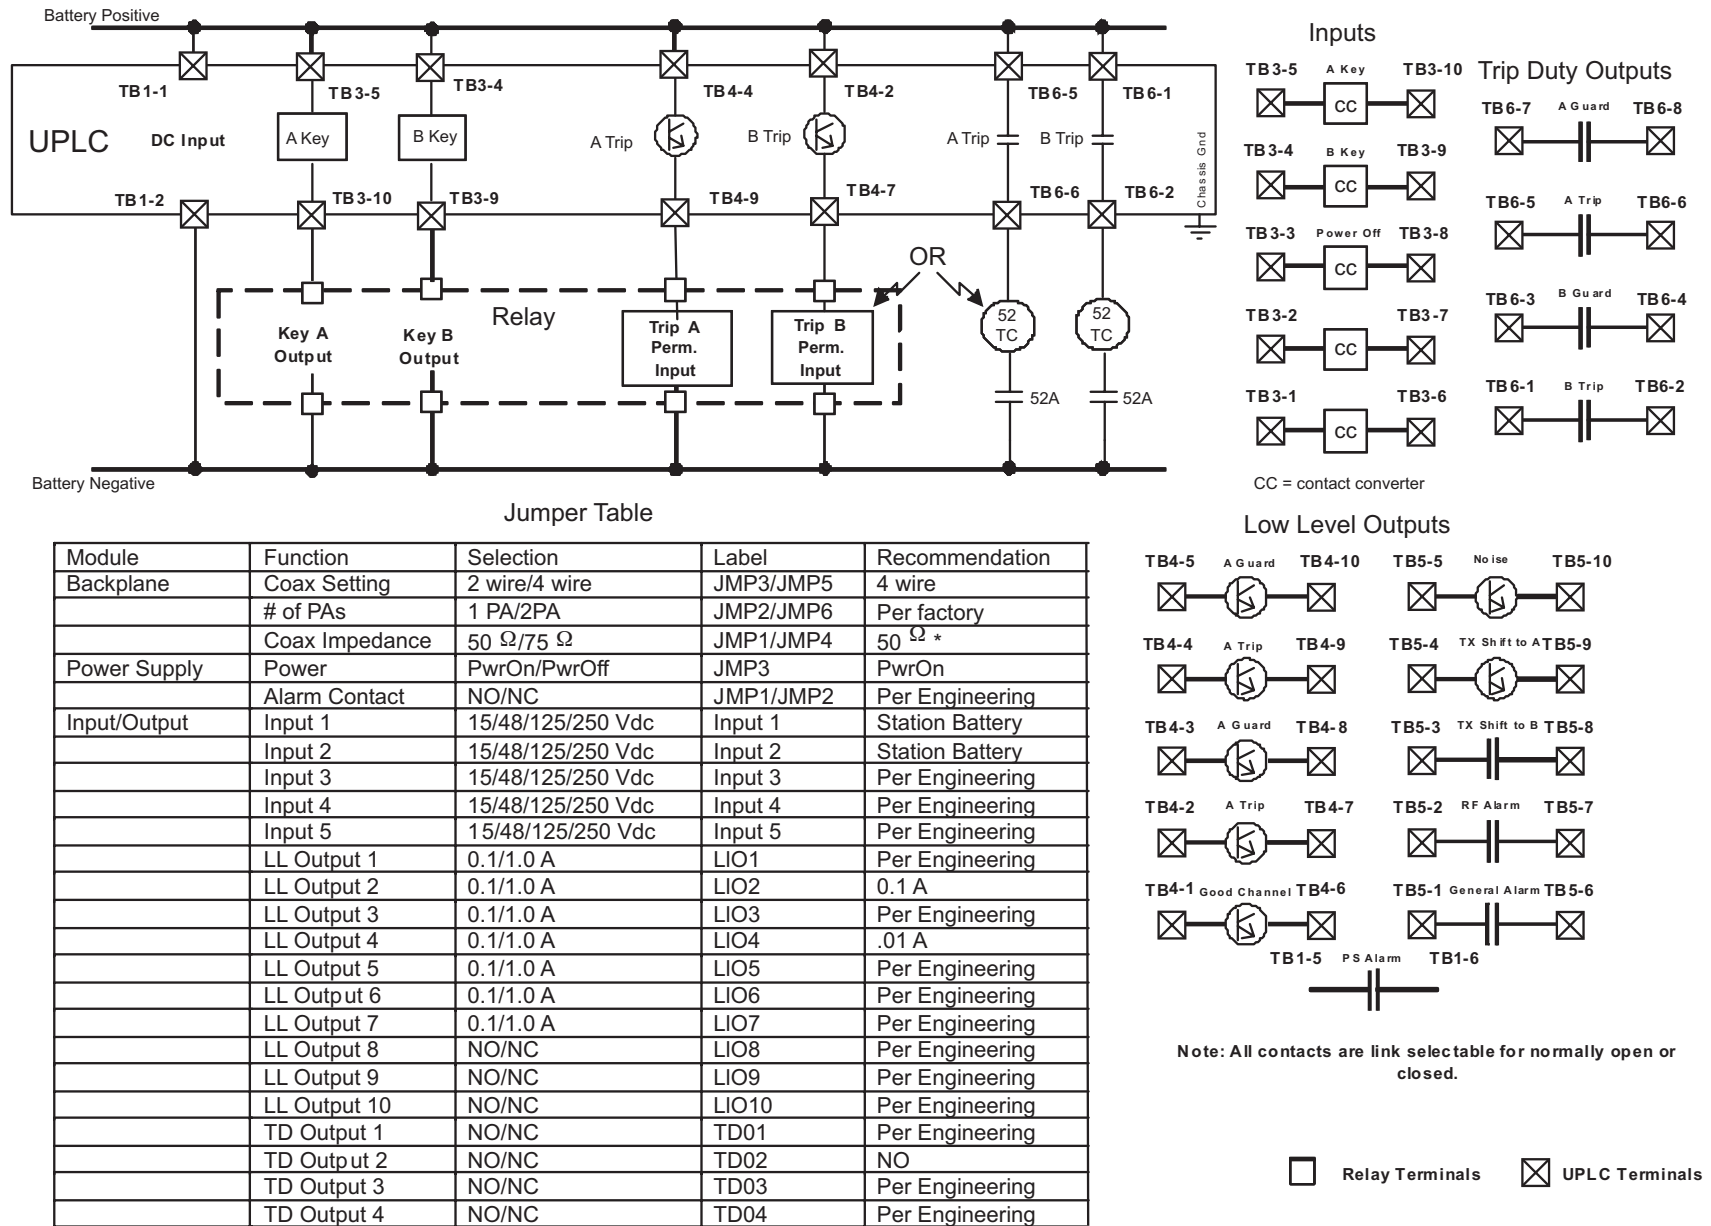 Battery Positive
TB1-1
TB3-5
TB3-4
TB4-4
TB4-2
TB6-5
TB6-1
UPLC
DC Input
A Key
B Key
A Trip
B Trip
A Trip
B Trip
Chassis Gnd
TB1-2
TB3-10
TB3-9
TB4-9
TB4-7
TB6-6
TB6-2
OR
Relay
Key A
Output
Key B
Output
Trip A
Perm.
Input
Trip B
Perm.
Input
52
TC
52
TC
52A
52A
Battery Negative
Inputs
TB3-5 A Key TB3-10
CC
TB3-4 B Key TB3-9
CC
TB3-3 Power Off TB3-8
CC
TB3-2 TB3-7
CC
TB3-1 TB3-6
CC
CC = contact converter
Trip Duty Outputs
TB6-7 A Guard TB6-8
TB6-5 A Trip TB6-6
TB6-3 B Guard TB6-4
TB6-1 B Trip TB6-2
Jumper Table
Module Function Selection Label Recommendation
Backplane Coax Setting 2 wire/4 wire JMP3/JMP5 4 wire
# of PAs 1 PA/2PA JMP2/JMP6 Per factory
Coax Impedance 50 Ω/75 Ω JMP1/JMP4 50 Ω *
Power Supply Power PwrOn/PwrOff JMP3 PwrOn
Alarm Contact NO/NC JMP1/JMP2 Per Engineering
Input/Output Input 1 15/48/125/250 Vdc Input 1 Station Battery
Input 2 15/48/125/250 Vdc Input 2 Station Battery
Input 3 15/48/125/250 Vdc Input 3 Per Engineering
Input 4 15/48/125/250 Vdc Input 4 Per Engineering
Input 5 15/48/125/250 Vdc Input 5 Per Engineering
LL Output 1 0.1/1.0 A LIO1 Per Engineering
LL Output 2 0.1/1.0 A LIO2 0.1 A
LL Output 3 0.1/1.0 A LIO3 Per Engineering
LL Output 4 0.1/1.0 A LIO4 .01 A
LL Output 5 0.1/1.0 A LIO5 Per Engineering
LL Output 6 0.1/1.0 A LIO6 Per Engineering
LL Output 7 0.1/1.0 A LIO7 Per Engineering
LL Output 8 NO/NC LIO8 Per Engineering
LL Output 9 NO/NC LIO9 Per Engineering
LL Output 10 NO/NC LIO10 Per Engineering
TD Output 1 NO/NC TD01 Per Engineering
TD Output 2 NO/NC TD02 NO
TD Output 3 NO/NC TD03 Per Engineering
TD Output 4 NO/NC TD04 Per Engineering
Low Level Outputs
TB4-5 A Guard TB4-10 TB5-5 Noise TB5-10
TB4-4 A Trip TB4-9 TB5-4 TX Shift to A TB5-9
TB4-3 A Guard TB4-8 TB5-3 TX Shift to B TB5-8
TB4-2 A Trip TB4-7 TB5-2 RF Alarm TB5-7
TB4-1 Good Channel TB4-6 TB5-1 General Alarm TB5-6
TB1-5 PS Alarm TB1-6
Note: All contacts are link selectable for normally open or
closed.
Relay Terminals UPLC Terminals